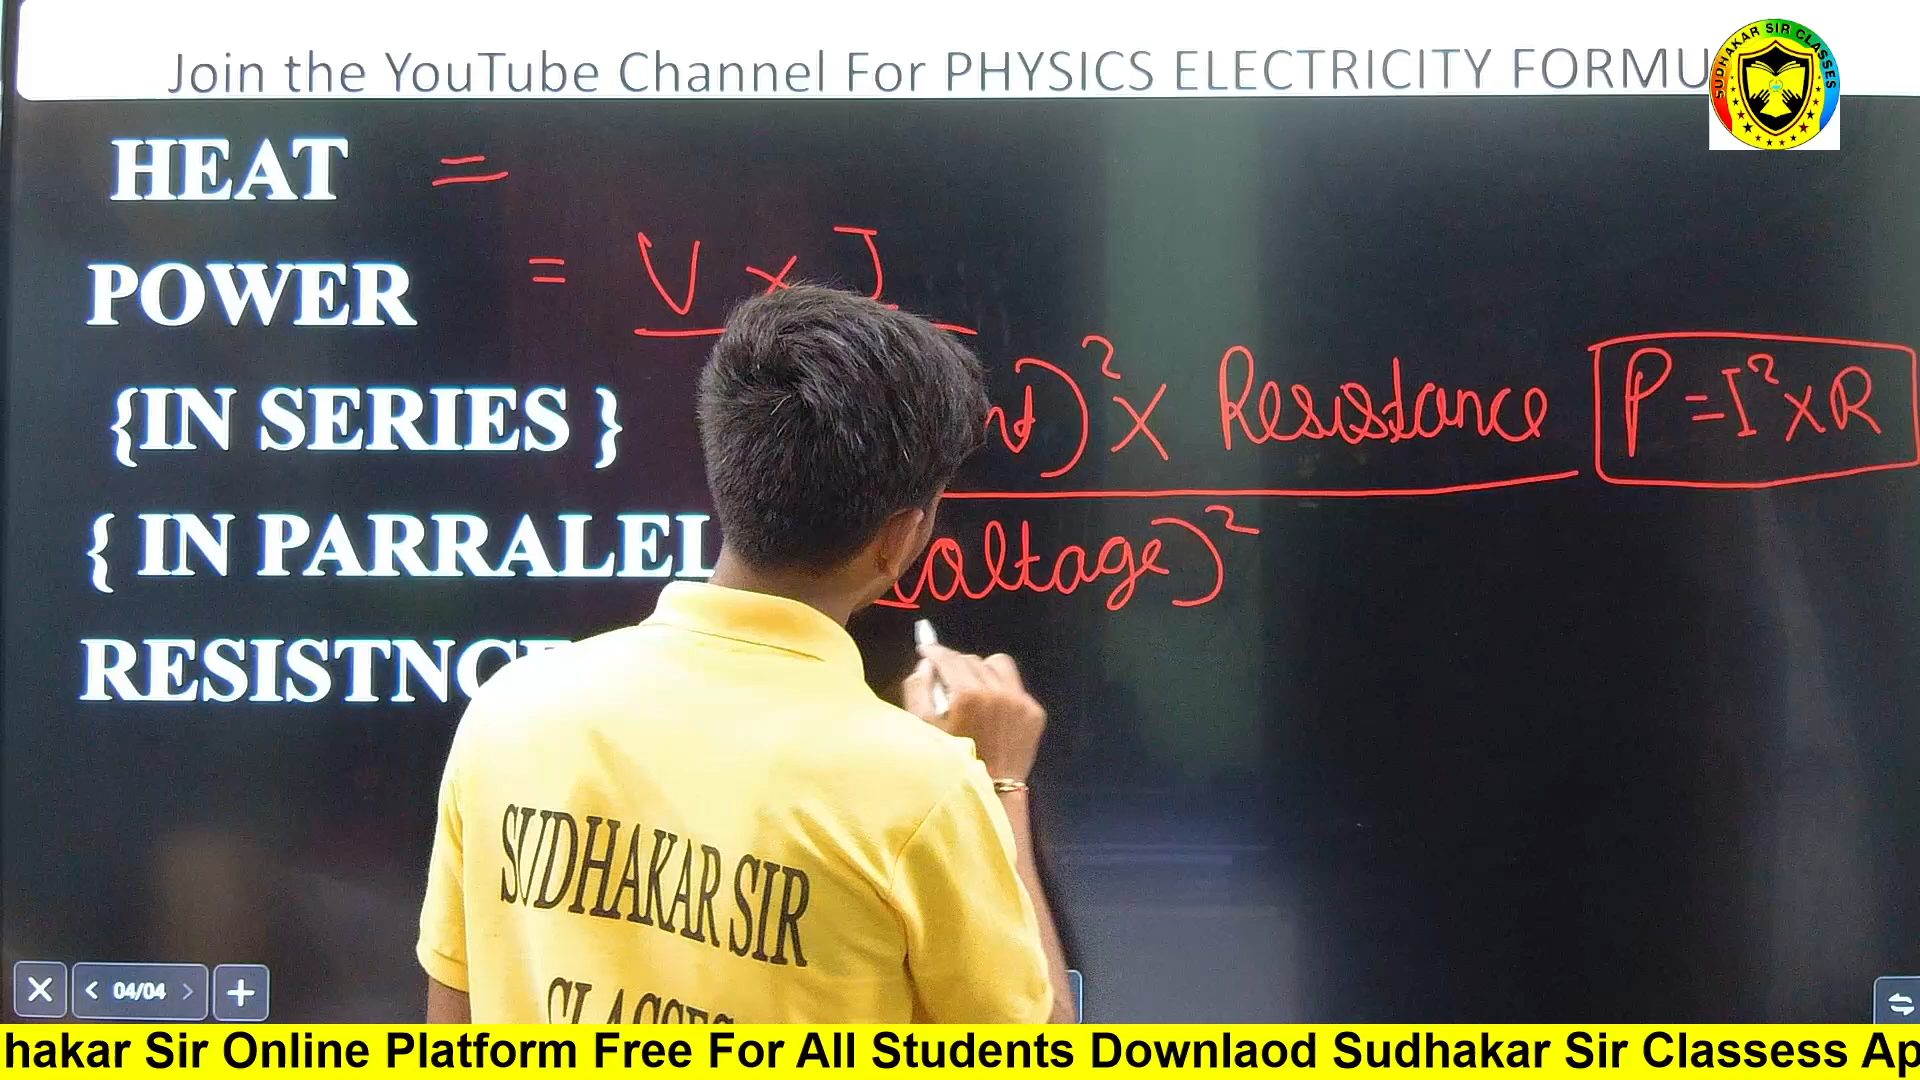 Join the YouTube Channel For PHYSICS ELECTRICITY FORMU
SUDHAKAR SIR CLASSES
HEAT =
POWER = V × I
{IN SERIES } )² × Resistance P = I² × R
{ IN PARRALEL oltage)²
RESISTNCE
SUDHAKAR SIR
CLASSES
04/04
hakar Sir Online Platform Free For All Students Downlaod Sudhakar Sir Classess Ap